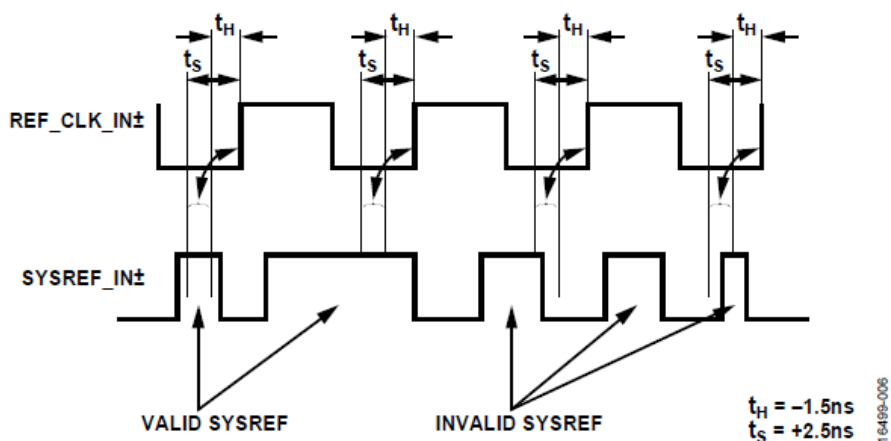 tH tH tH tH
tS tS tS tS
REF_CLK_IN±
SYSREF_IN±
VALID SYSREF INVALID SYSREF
tH = –1.5ns
tS = +2.5ns
16499-006